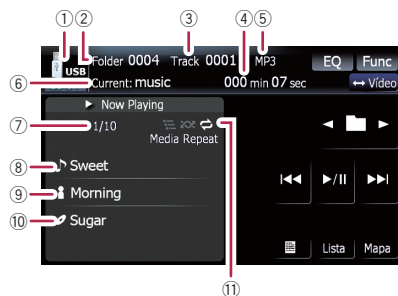 ① ② ③ ④ ⑤
USB Folder 0004 Track 0001 MP3 EQ Func
⑥ Current: music 000 min 07 sec ↔ Vídeo
▶ Now Playing
⑦ 1/10
Media Repeat
⑧ Sweet
⑨ Morning
⑩ Sugar
Lista Mapa
⑪